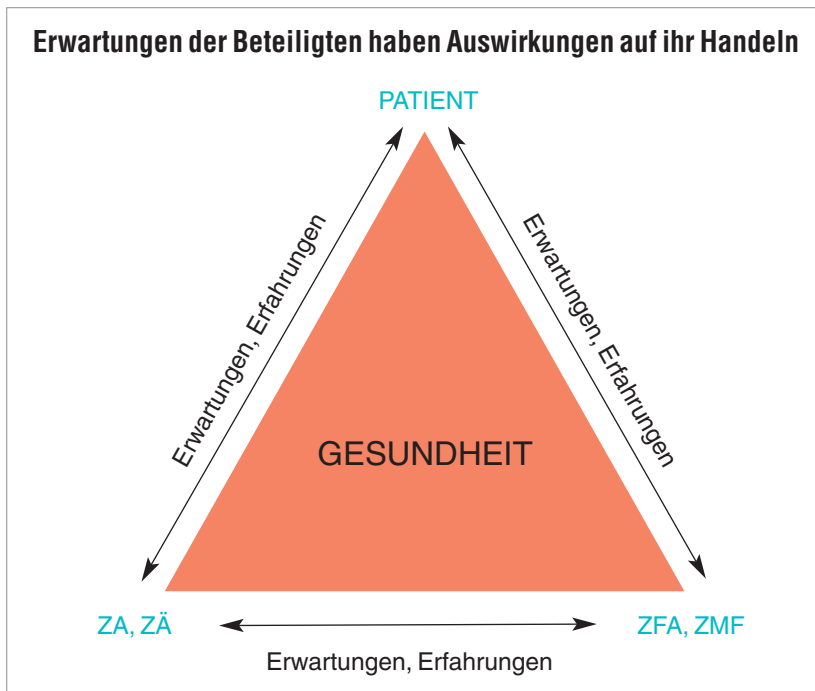 Erwartungen der Beteiligten haben Auswirkungen auf ihr Handeln
PATIENT
Erwartungen, Erfahrungen
Erwartungen, Erfahrungen
GESUNDHEIT
ZA, ZÄ
ZFA, ZMF
Erwartungen, Erfahrungen